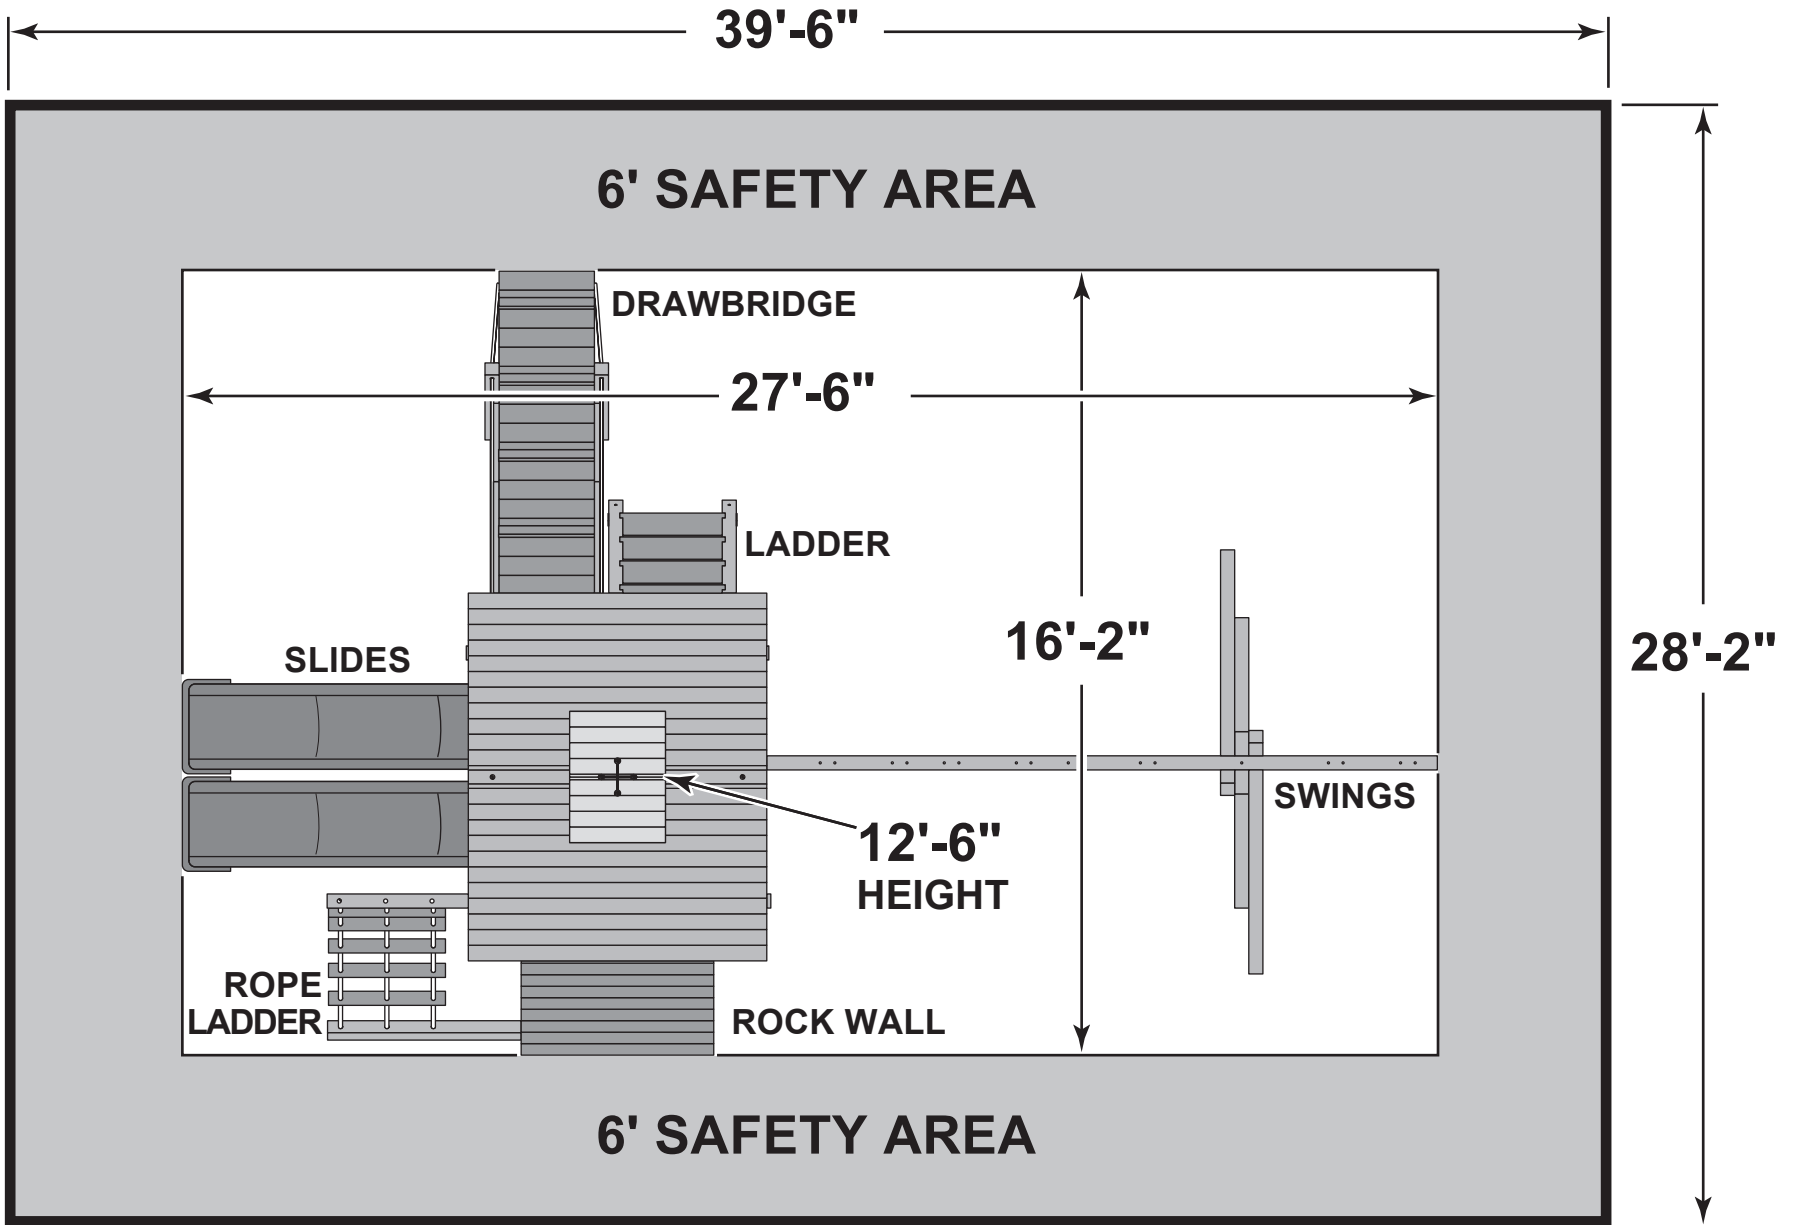 39'-6"
6' SAFETY AREA
DRAWBRIDGE
27'-6"
LADDER
16'-2"
28'-2"
SLIDES
SWINGS
12'-6"
HEIGHT
ROPE
LADDER
ROCK WALL
6' SAFETY AREA